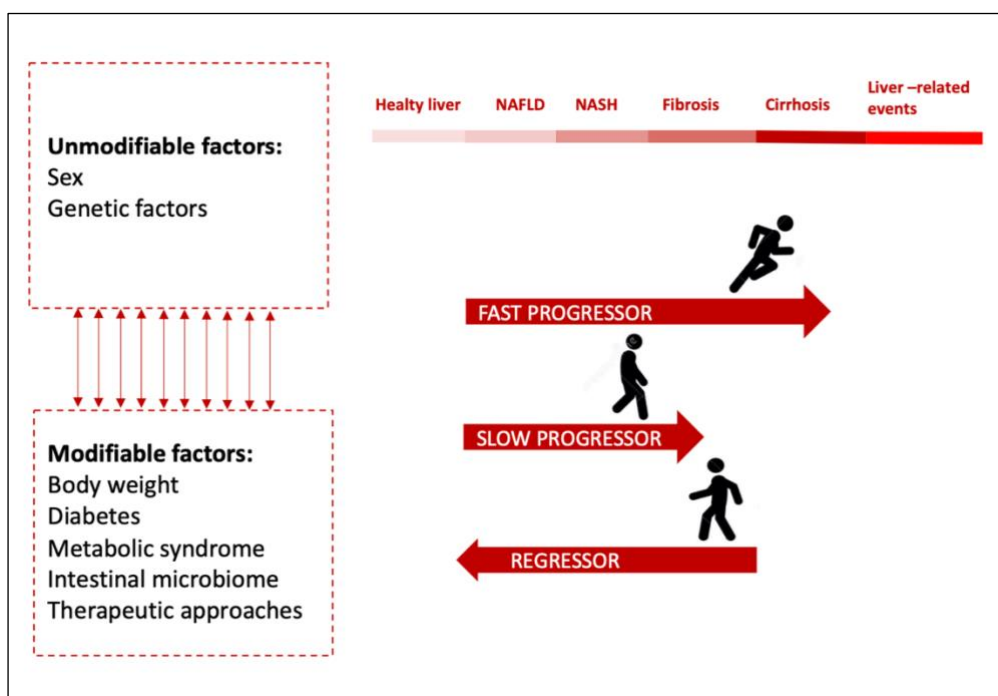 Unmodifiable factors:
Sex
Genetic factors
Modifiable factors:
Body weight
Diabetes
Metabolic syndrome
Intestinal microbiome
Therapeutic approaches
Healty liver
NAFLD
NASH
Fibrosis
Cirrhosis
Liver –related
events
FAST PROGRESSOR
SLOW PROGRESSOR
REGRESSOR